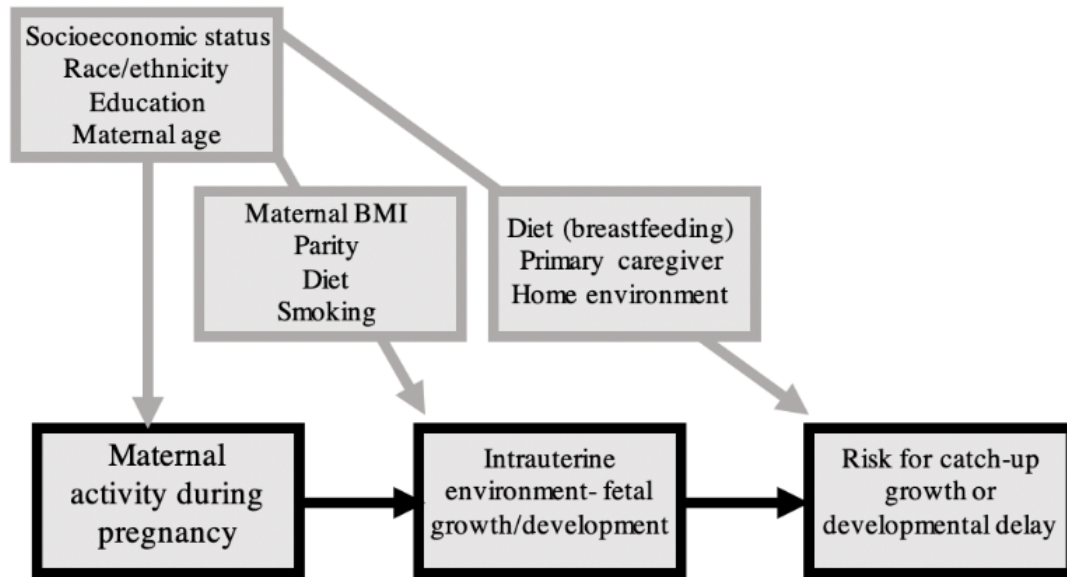 Socioeconomic status
Race/ethnicity
Education
Maternal age
Maternal BMI
Parity
Diet
Smoking
Diet (breastfeeding)
Primary caregiver
Home environment
Maternal
activity during
pregnancy
Intrauterine
environment- fetal
growth/development
Risk for catch-up
growth or
developmental delay